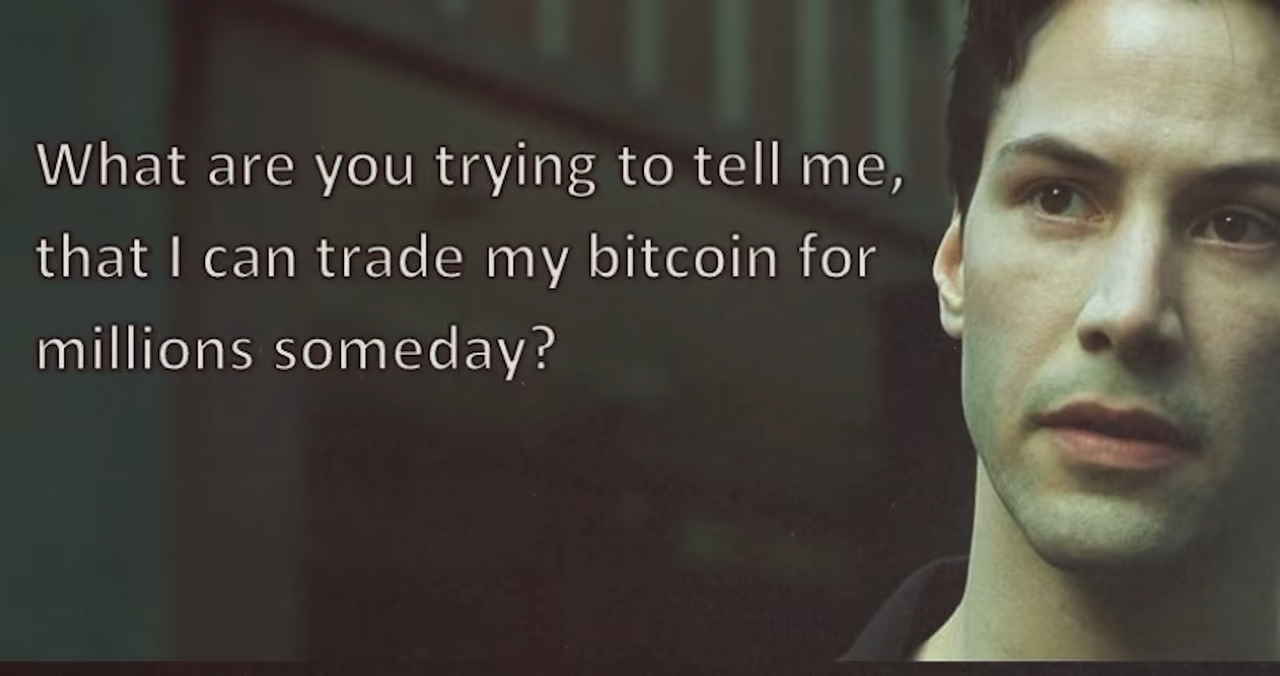 What are you trying to tell me,
that I can trade my bitcoin for
millions someday?